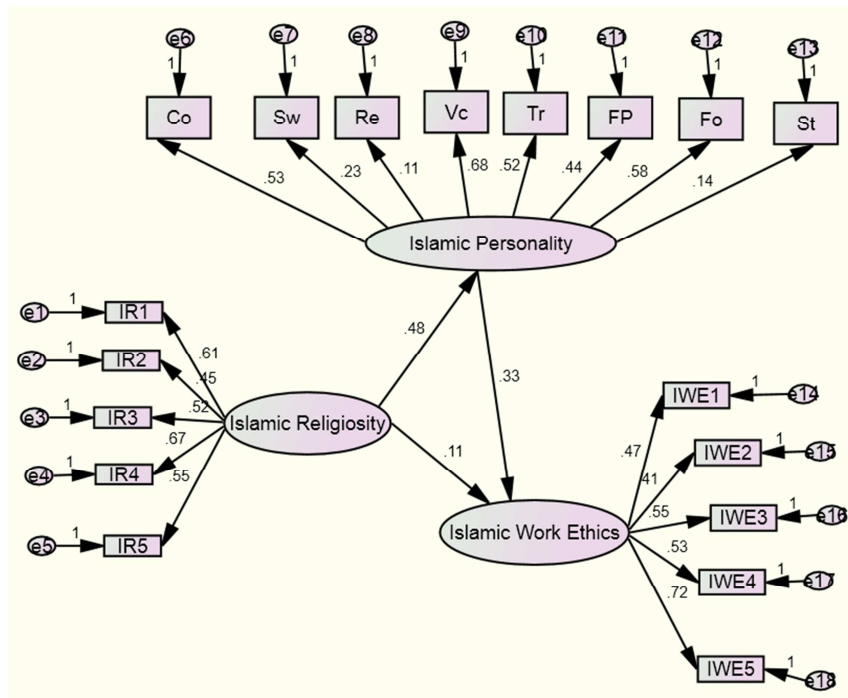 e6 e7 e8 e9 e10 e11 e12 e13
1 1 1 1 1 1 1 1
Co Sw Re Vc Tr FP Fo St
.53 .23 .11 .68 .52 .44 .58 .14
Islamic Personality
e1 1 IR1
e2 1 IR2
e3 1 IR3
e4 1 IR4
e5 1 IR5
.61
.45
.52
.67
.55
Islamic Religiosity
.48
.33
.11
Islamic Work Ethics
.47
41
.55
.53
.72
IWE1 1 e14
IWE2 1 e15
IWE3 1 e16
IWE4 1 e17
IWE5 1 e18